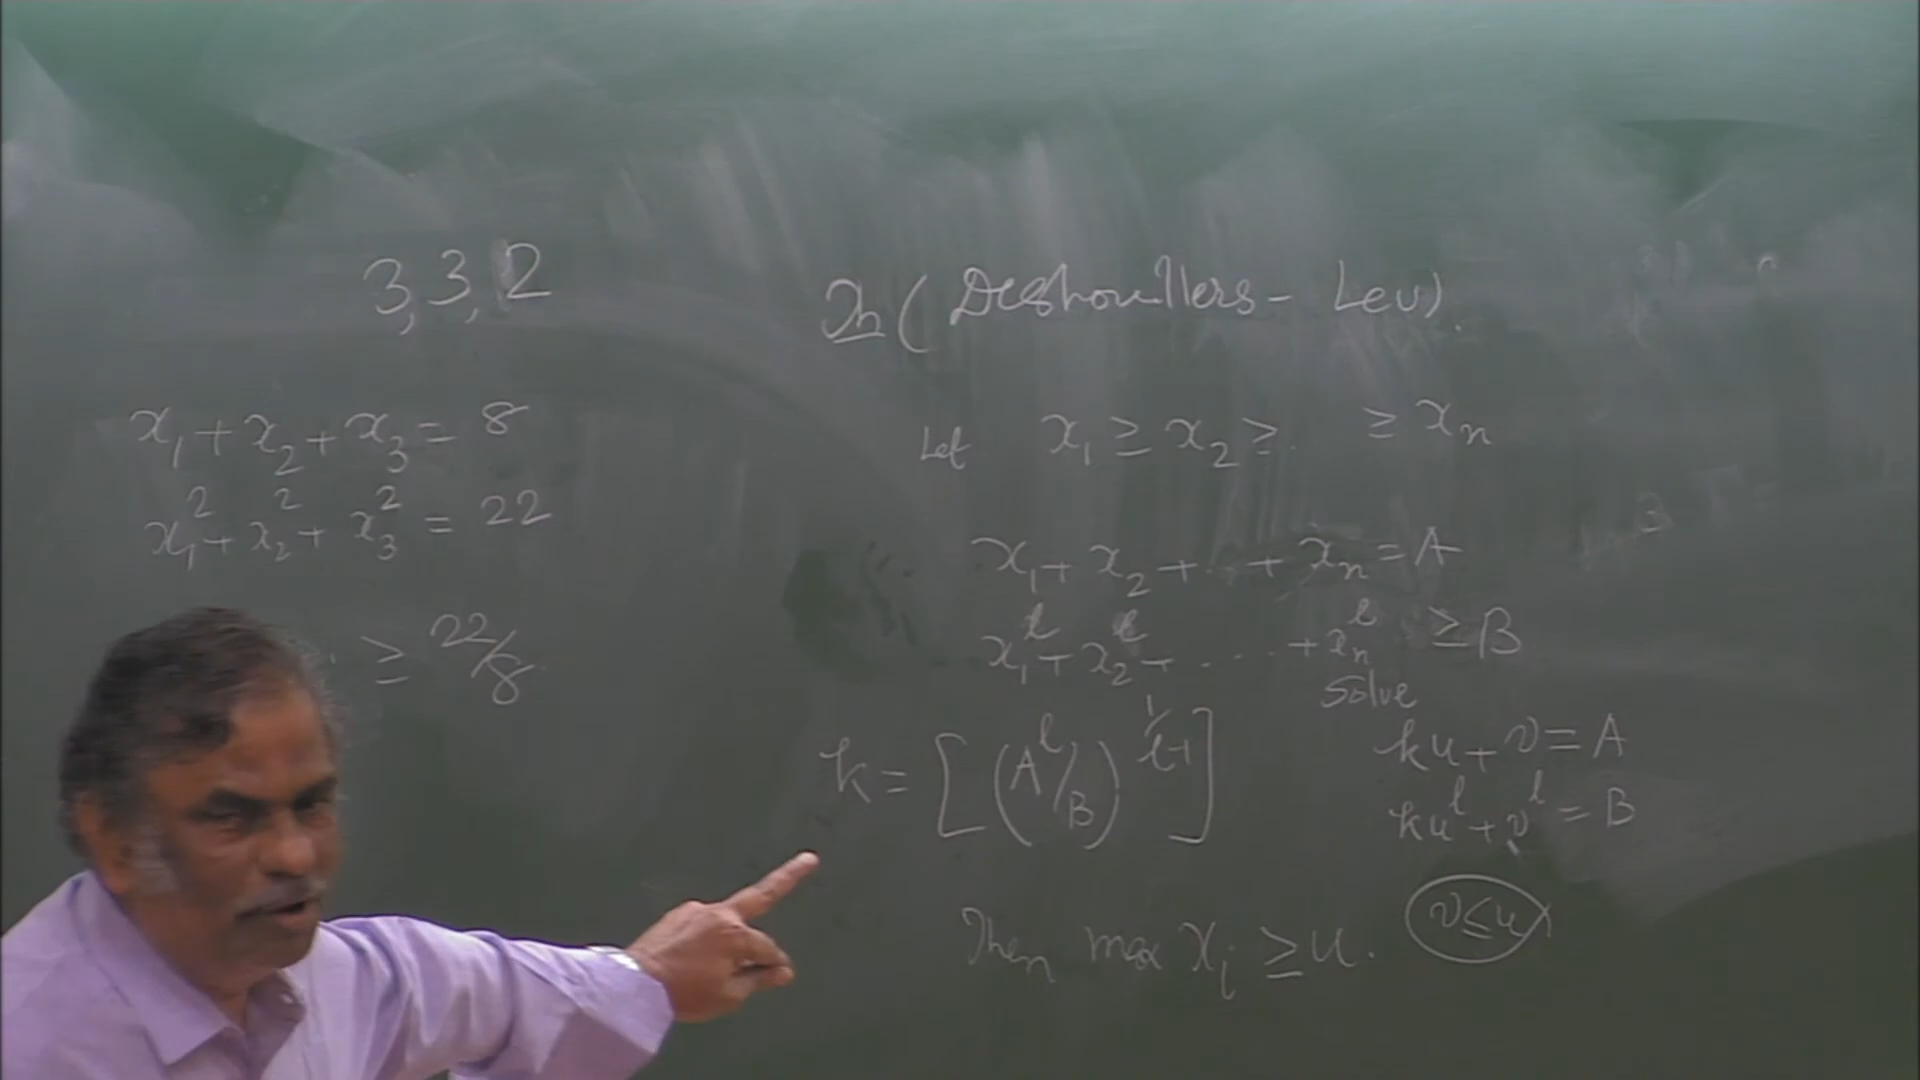 3, 3, 2
x₁ + x₂ + x₃ = 8
x₁² + x₂² + x₃² = 22
≥ 22/8
Th (Deshouillers - Lev).
Let x₁ ≥ x₂ ≥ . ≥ xₙ
x₁ + x₂ + .. + xₙ = A
x₁ˡ + x₂ˡ + .... + xₙˡ ≥ B
Solve
k = [(Aˡ/B)^(1/(l-1))]
ku + v = A
kuˡ + vˡ = B
v ≤ u
Then max xᵢ ≥ u.